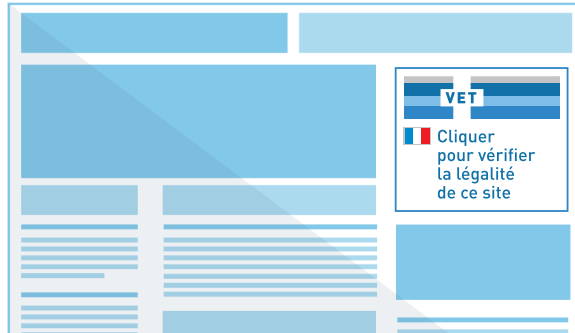 VET
Cliquer
pour vérifier
la légalité
de ce site